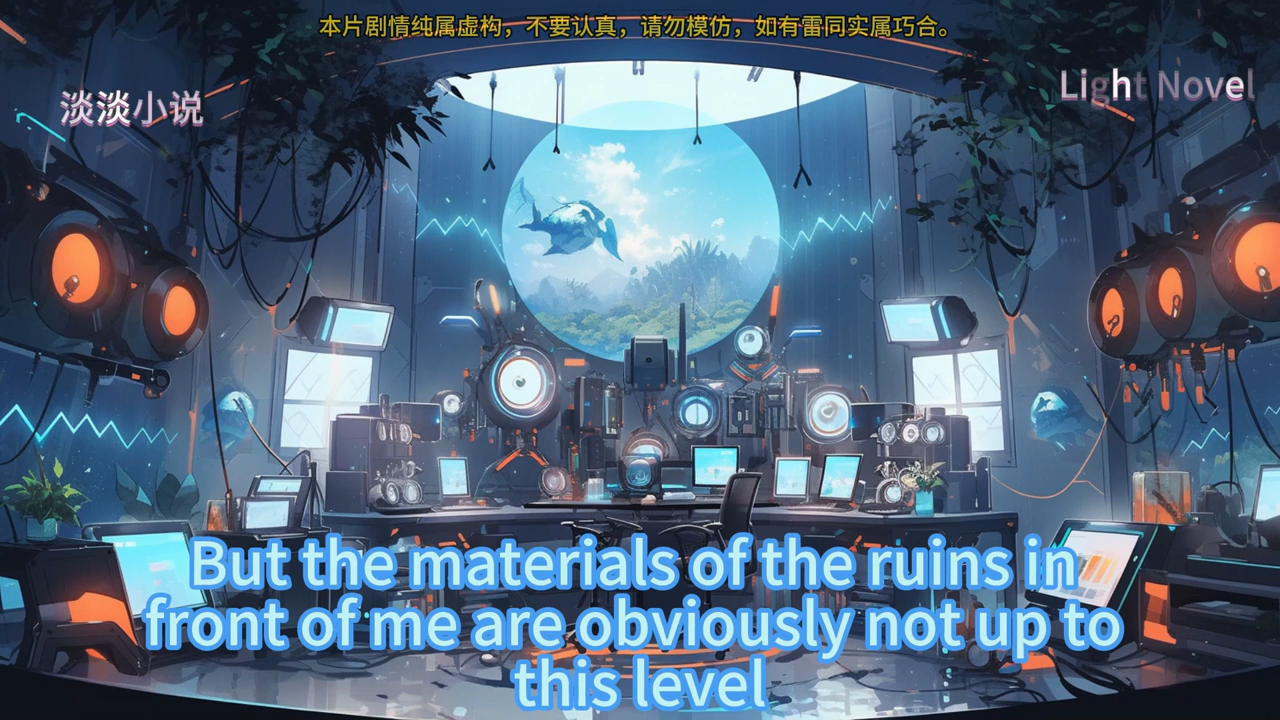 本片剧情纯属虚构，不要认真，请勿模仿，如有雷同实属巧合。
淡淡小说
Light Novel
But the materials of the ruins in
front of me are obviously not up to
this level